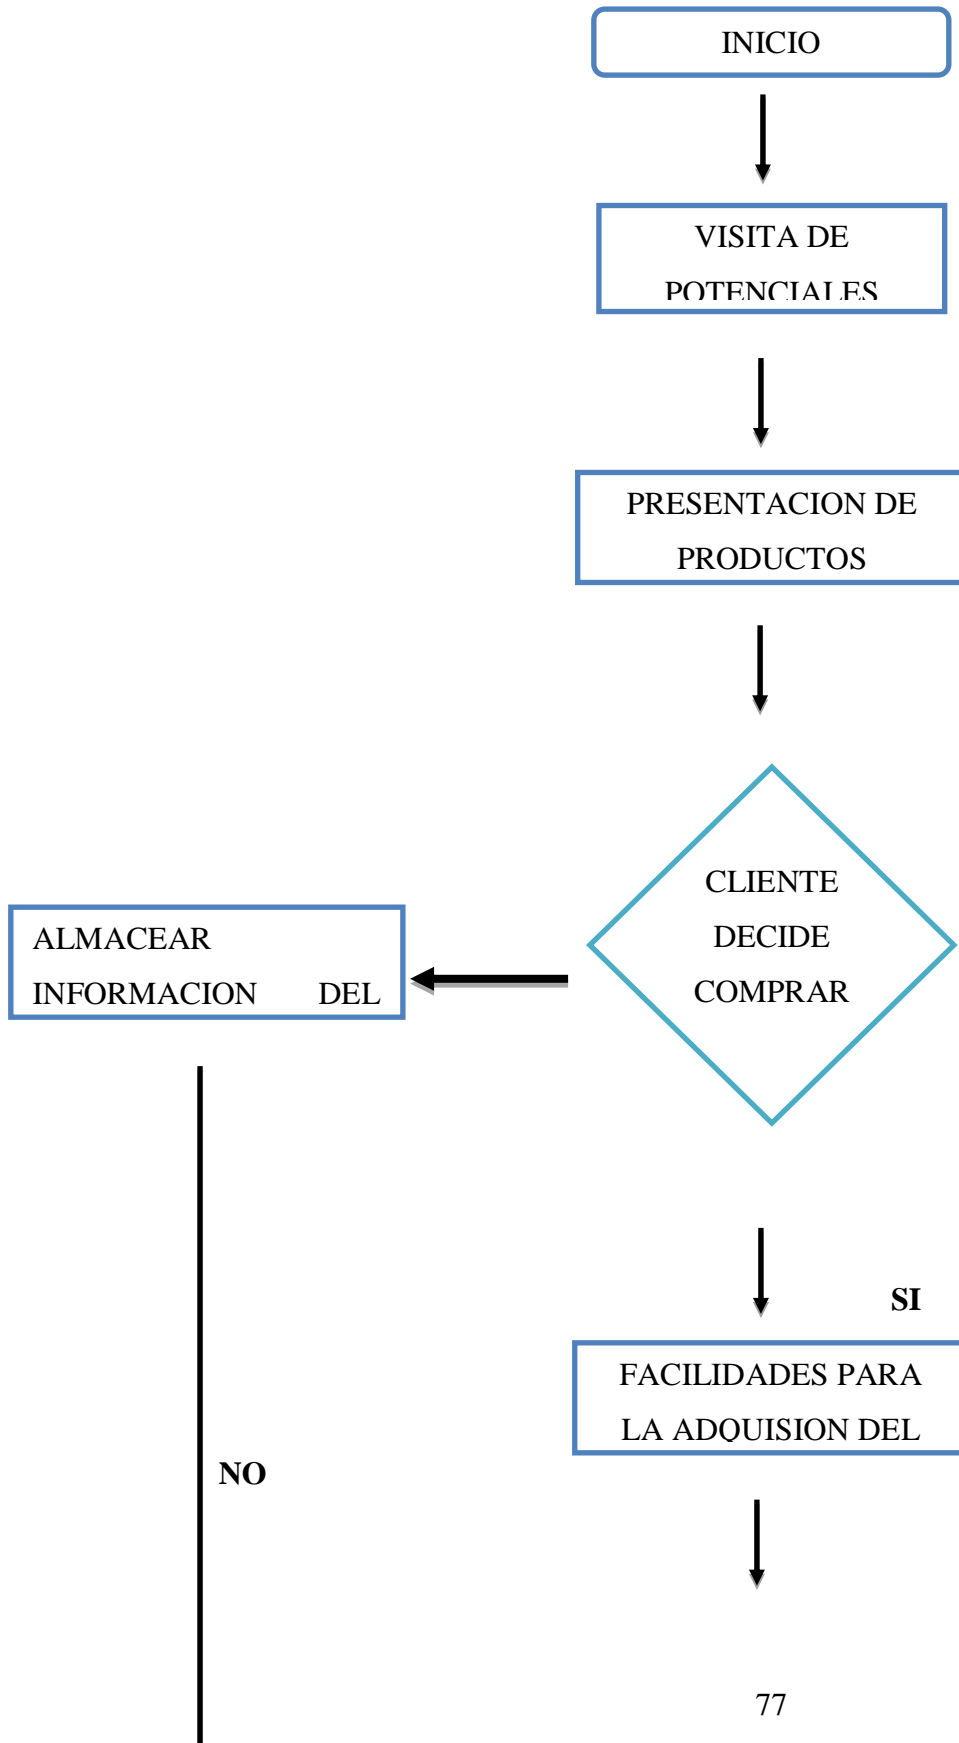 INICIO
VISITA DE
POTENCIALES
PRESENTACION DE
PRODUCTOS
CLIENTE
DECIDE
COMPRAR
ALMACEAR
INFORMACION DEL
SI
FACILIDADES PARA
LA ADQUISION DEL
NO
77